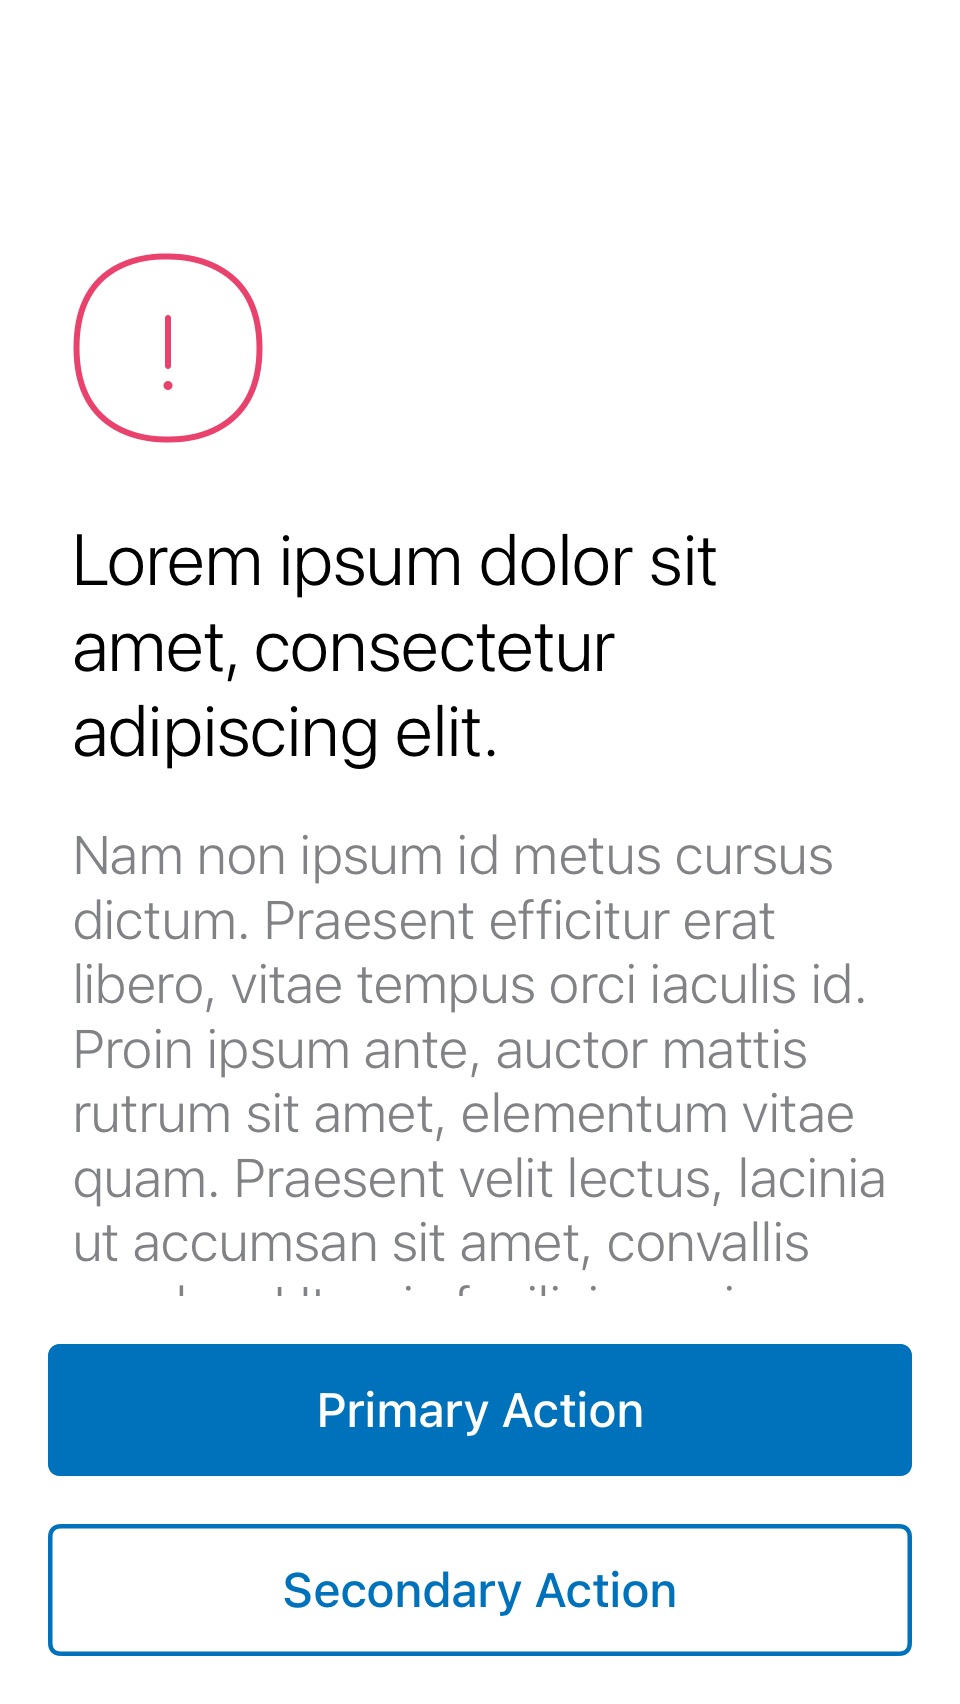 Lorem ipsum dolor sit
amet, consectetur
adipiscing elit.
Nam non ipsum id metus cursus
dictum. Praesent efficitur erat
libero, vitae tempus orci iaculis id.
Proin ipsum ante, auctor mattis
rutrum sit amet, elementum vitae
quam. Praesent velit lectus, lacinia
ut accumsan sit amet, convallis
Primary Action
Secondary Action